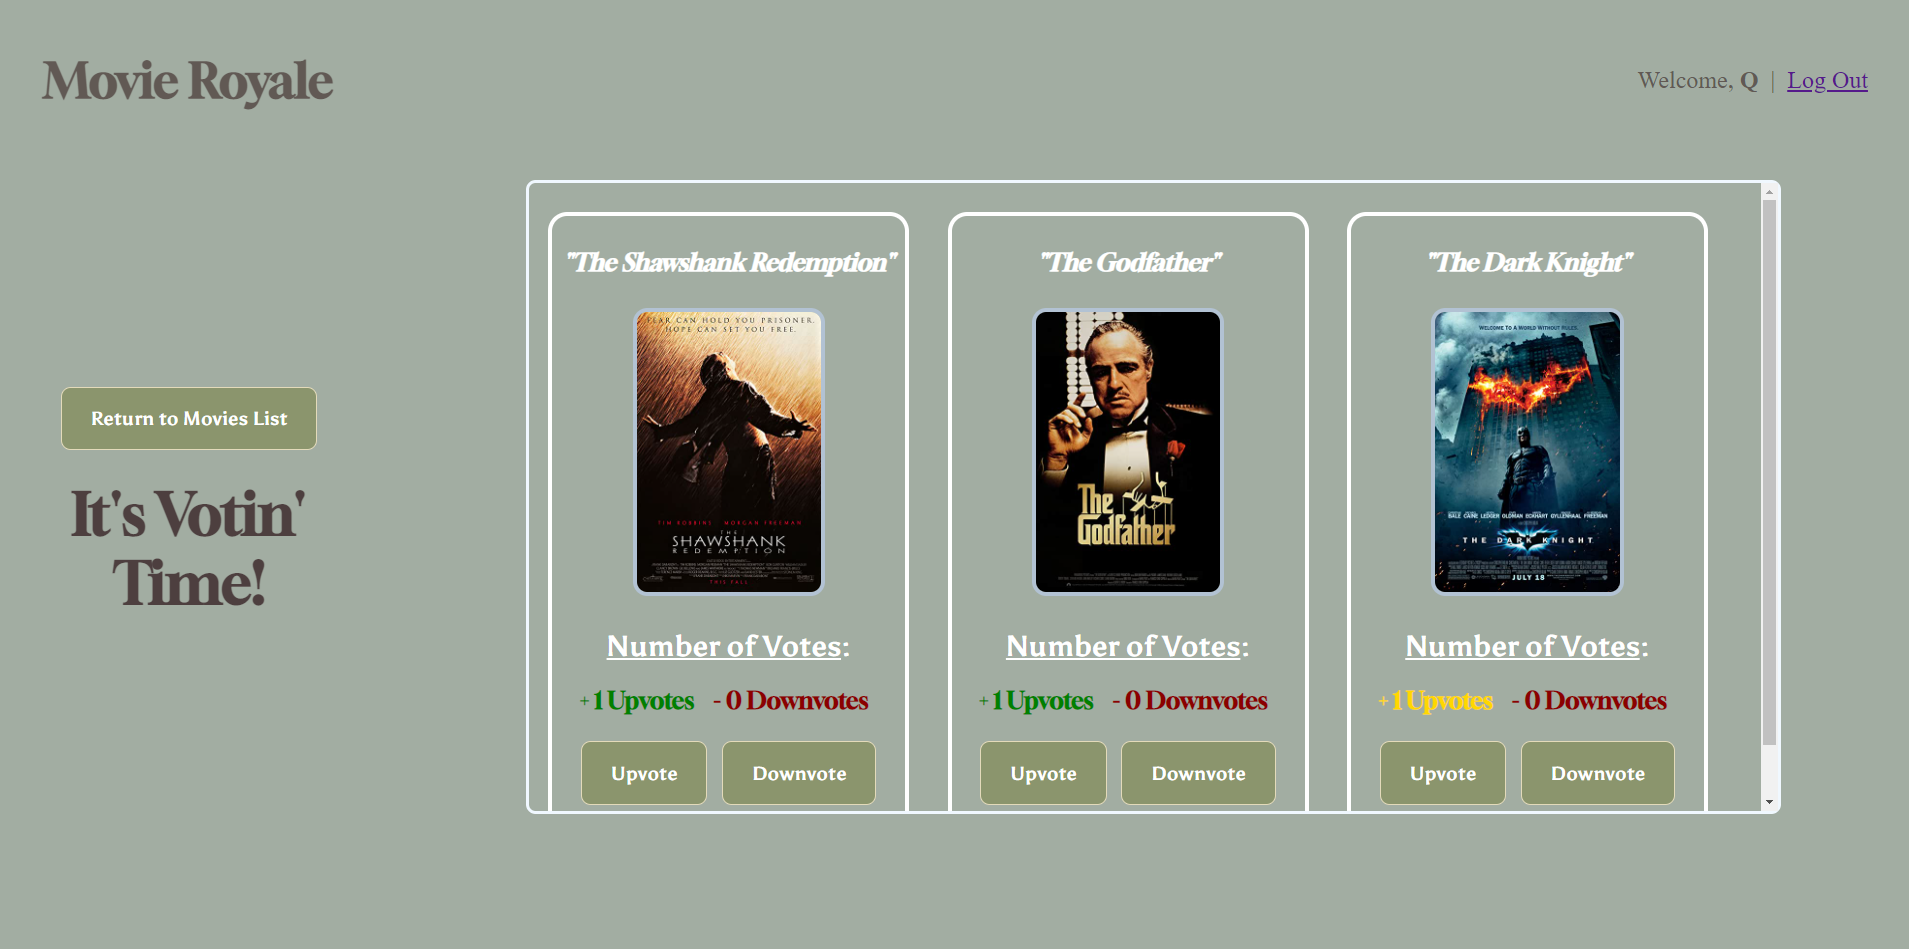 Movie Royale
Welcome, Q | Log Out
Return to Movies List
It's Votin'
Time!
"The Shawshank Redemption"
FEAR CAN HOLD YOU PRISONER.
HOPE CAN SET YOU FREE.
TIM ROBBINS MORGAN FREEMAN
THE
SHAWSHANK
REDEMPTION
THIS FALL
Number of Votes:
+ 1 Upvotes - 0 Downvotes
Upvote Downvote
"The Godfather"
The
Godfather
Number of Votes:
+ 1 Upvotes - 0 Downvotes
Upvote Downvote
"The Dark Knight"
WELCOME TO A WORLD WITHOUT RULES.
BALE CAINE LEDGER OLDMAN ECKHART GYLLENHAAL FREEMAN
THE DARK KNIGHT
JULY 18
Number of Votes:
+ 1 Upvotes - 0 Downvotes
Upvote Downvote